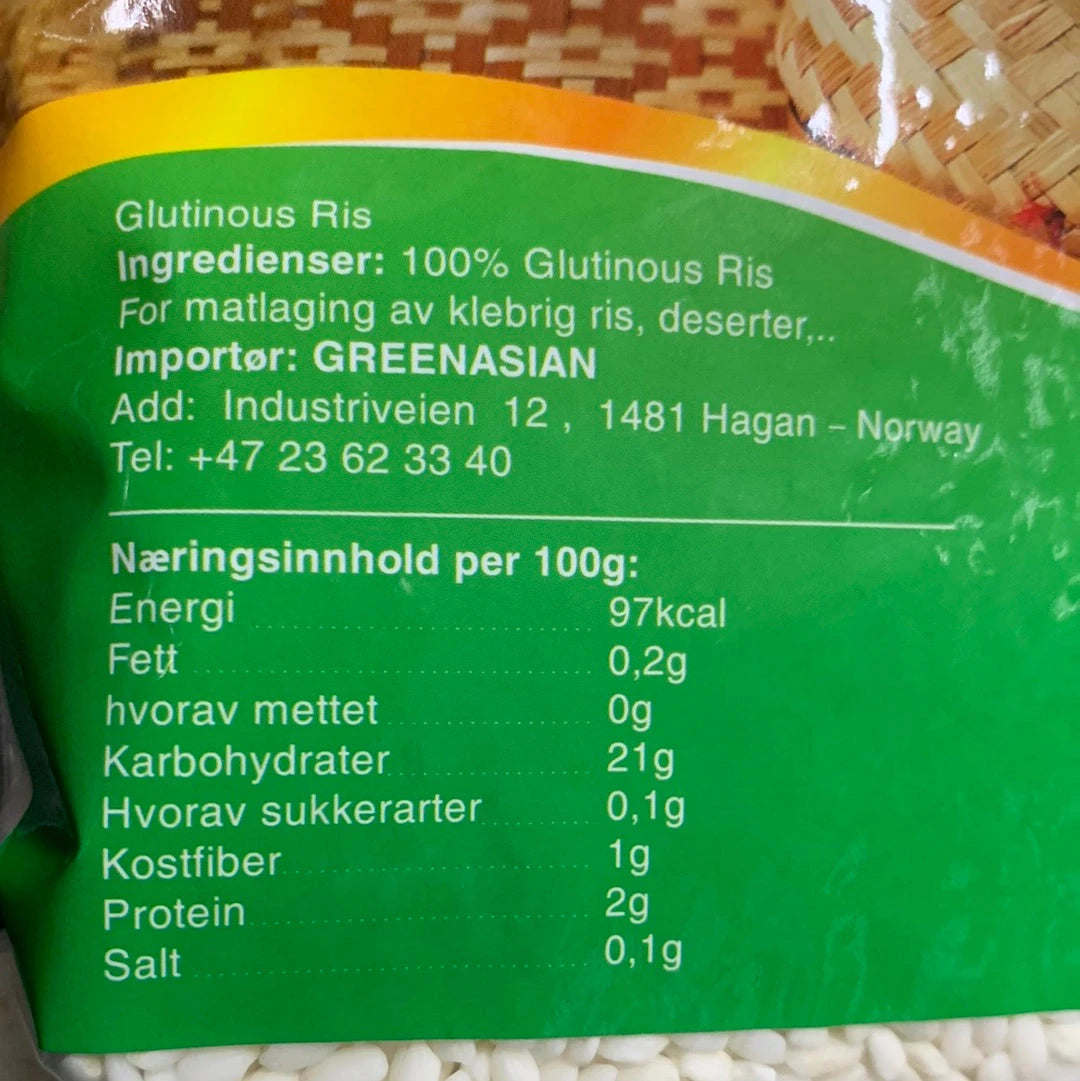 Glutinous Ris
Ingredienser: 100% Glutinous Ris
For matlaging av klebrig ris, deserter,..
Importør: GREENASIAN
Add: Industriveien 12 , 1481 Hagan – Norway
Tel: +47 23 62 33 40
Næringsinnhold per 100g:
Energi ........ 97kcal
Fett ........ 0,2g
hvorav mettet ........ 0g
Karbohydrater ........ 21g
Hvorav sukkerarter ........ 0,1g
Kostfiber ........ 1g
Protein ........ 2g
Salt ........ 0,1g